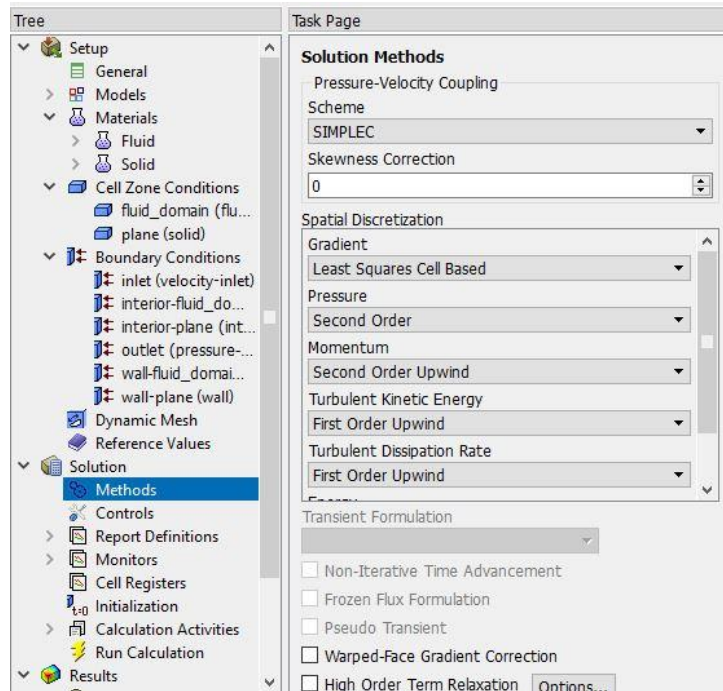 Tree
Setup
General
Models
Materials
Fluid
Solid
Cell Zone Conditions
fluid_domain (flu...
plane (solid)
Boundary Conditions
inlet (velocity-inlet)
interior-fluid_do...
interior-plane (int...
outlet (pressure-...
wall-fluid_domai...
wall-plane (wall)
Dynamic Mesh
Reference Values
Solution
Methods
Controls
Report Definitions
Monitors
Cell Registers
t=0 Initialization
Calculation Activities
Run Calculation
Results
Task Page
Solution Methods
Pressure-Velocity Coupling
Scheme
SIMPLEC
Skewness Correction
0
Spatial Discretization
Gradient
Least Squares Cell Based
Pressure
Second Order
Momentum
Second Order Upwind
Turbulent Kinetic Energy
First Order Upwind
Turbulent Dissipation Rate
First Order Upwind
Energy
Transient Formulation
Non-Iterative Time Advancement
Frozen Flux Formulation
Pseudo Transient
Warped-Face Gradient Correction
High Order Term Relaxation Options...